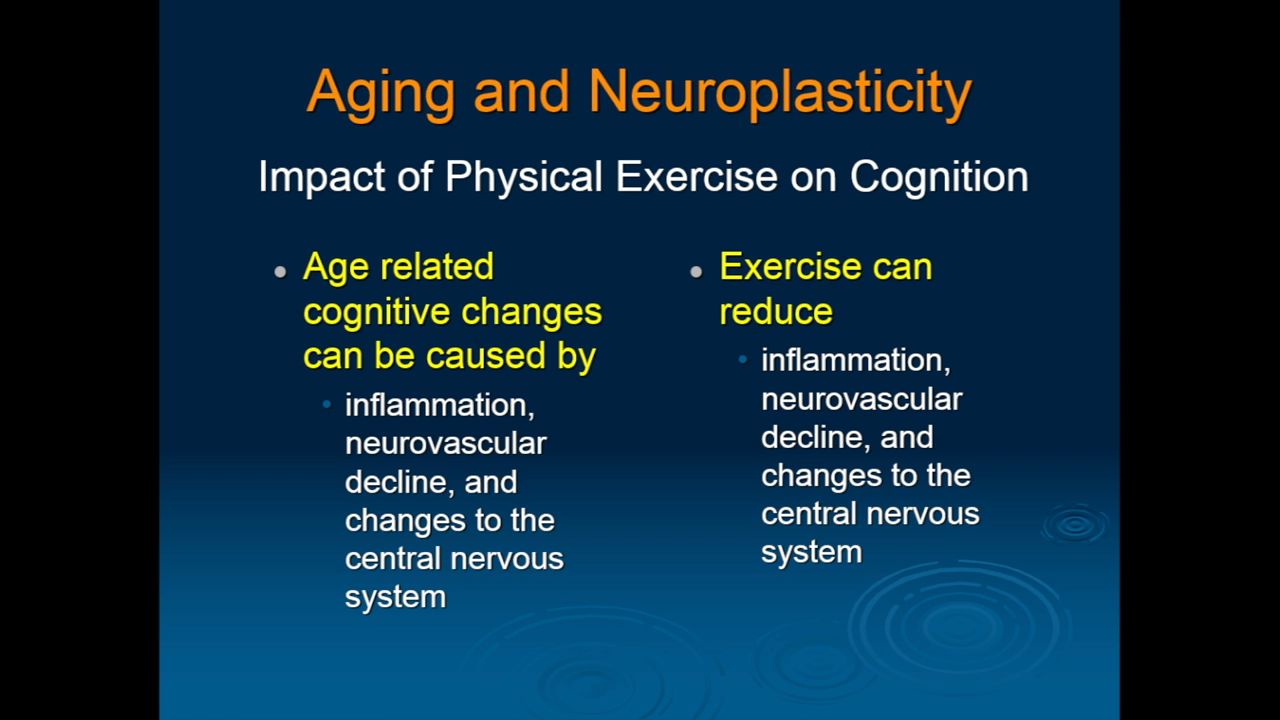 Aging and Neuroplasticity
Impact of Physical Exercise on Cognition
Age related
cognitive changes
can be caused by
inflammation,
neurovascular
decline, and
changes to the
central nervous
system
Exercise can
reduce
inflammation,
neurovascular
decline, and
changes to the
central nervous
system